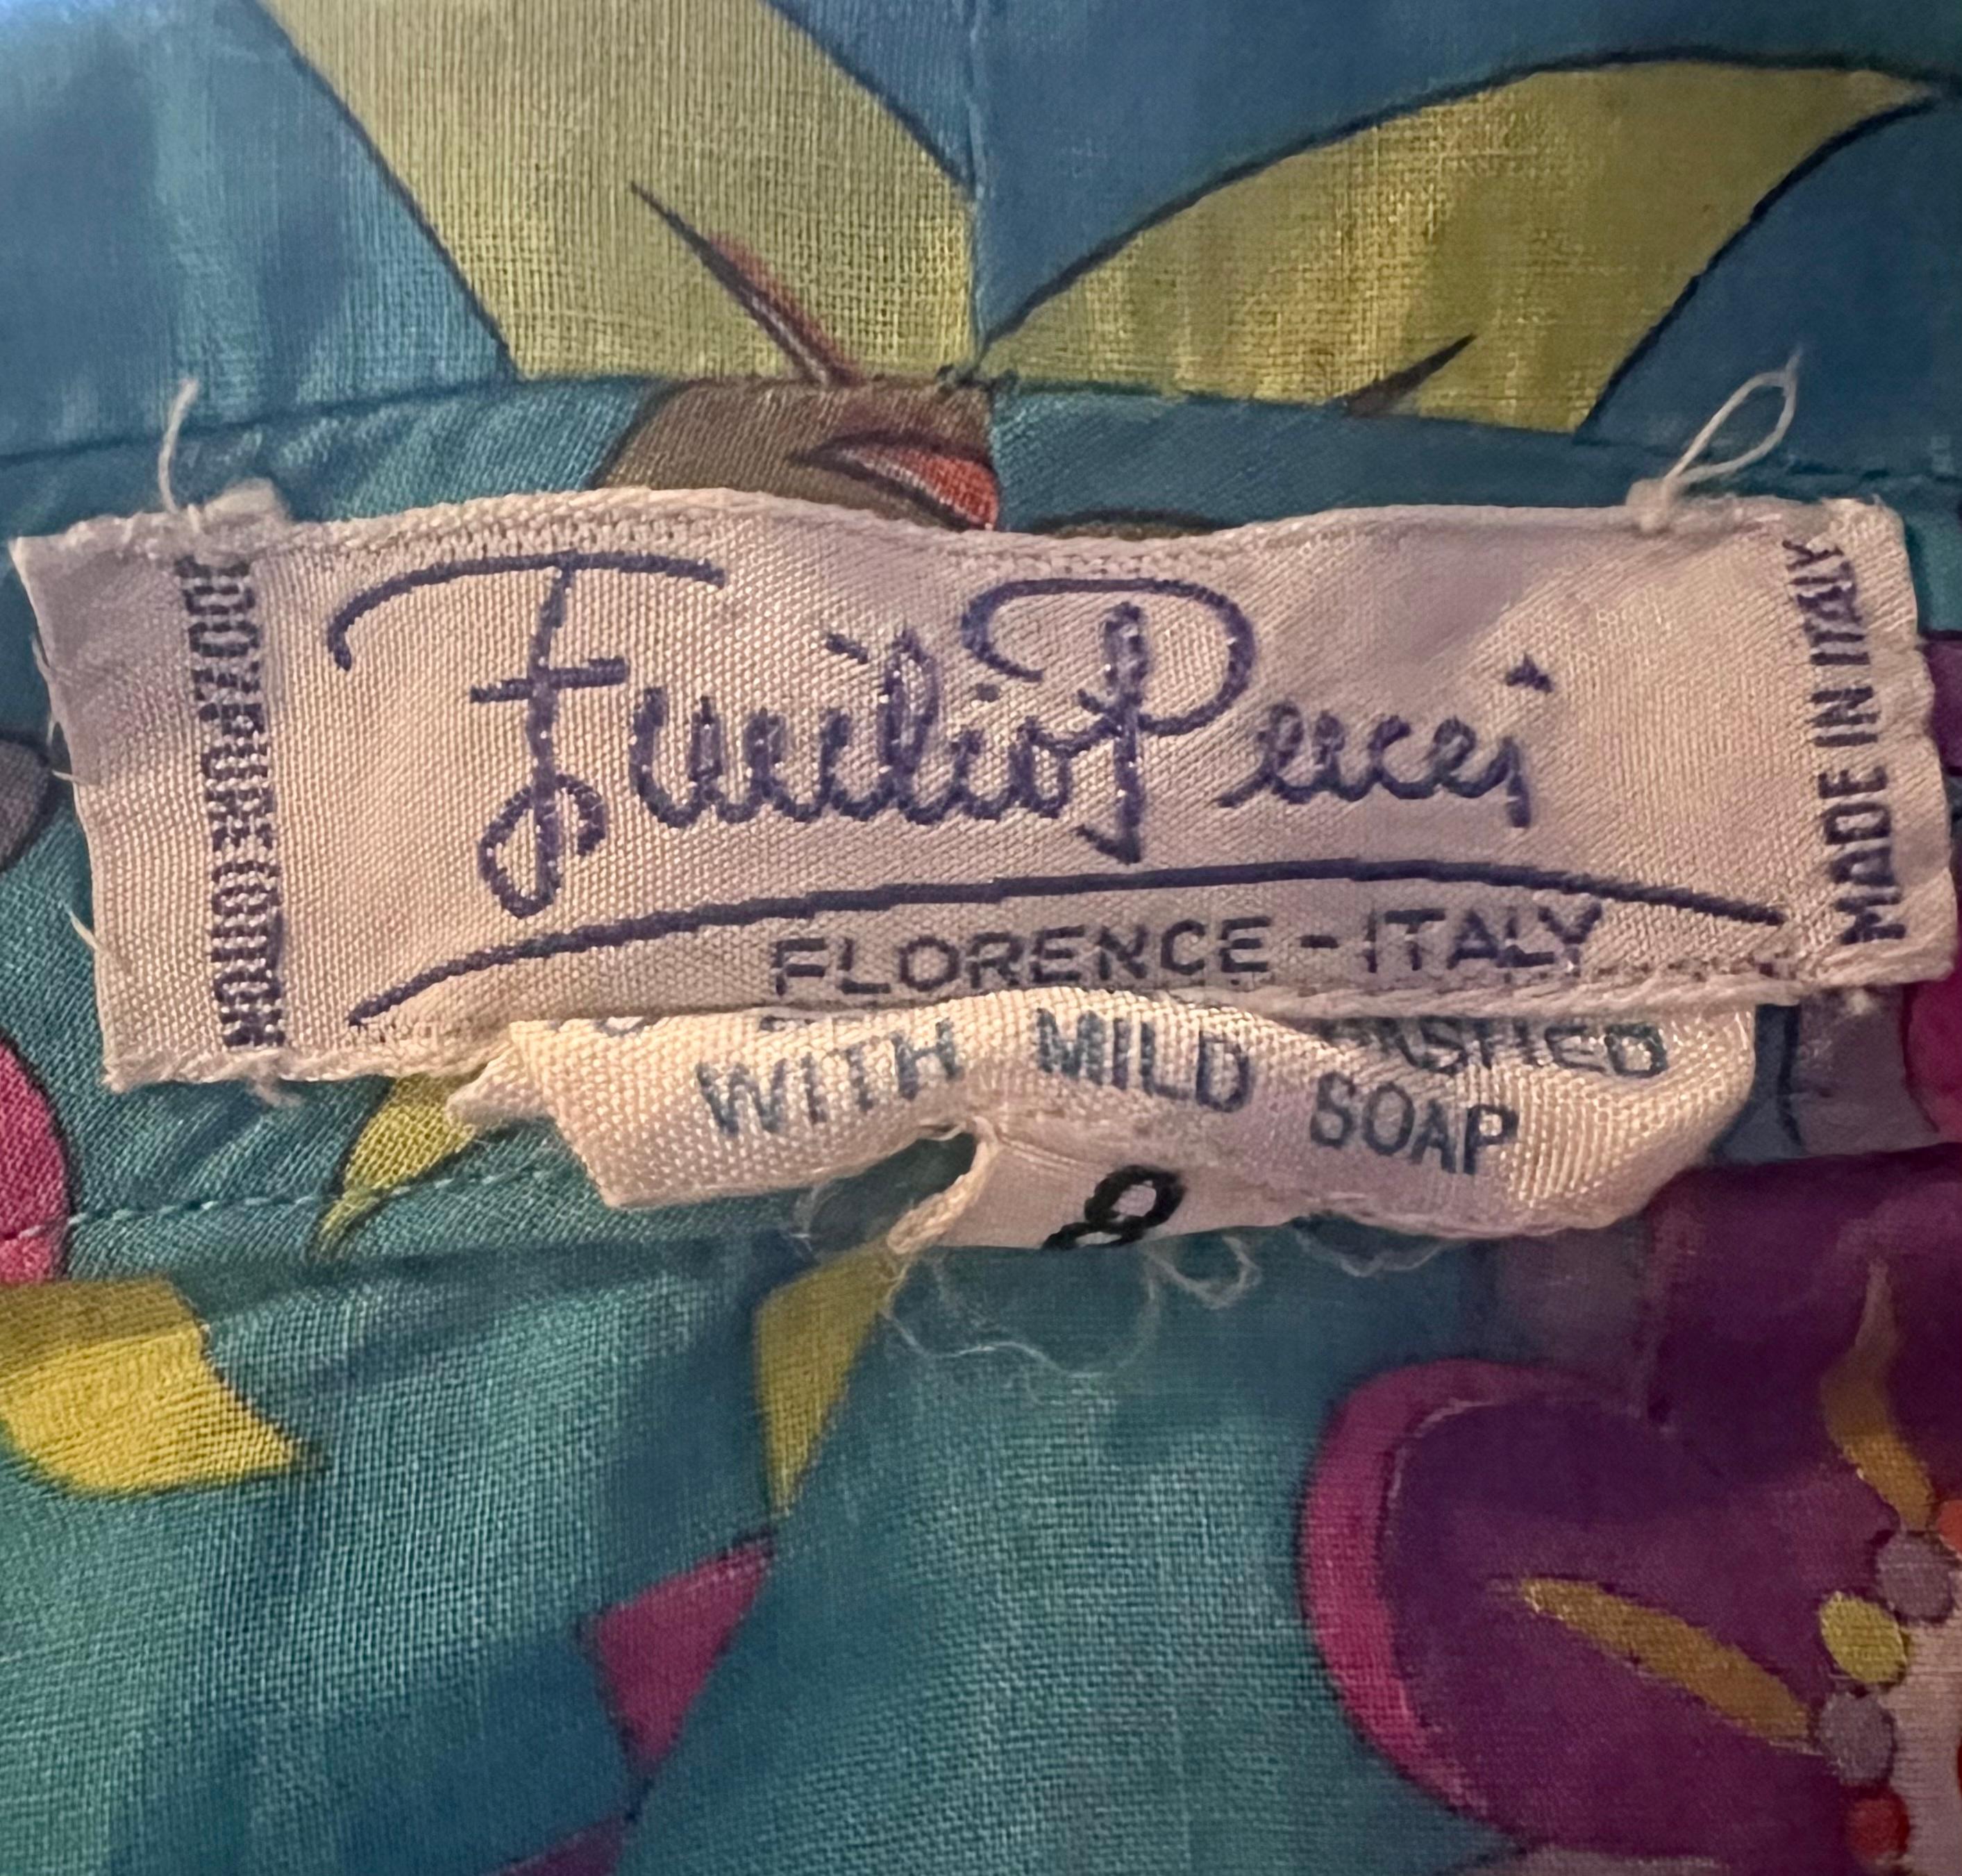 100% PURE COTTON
Emilio Pucci
FLORENCE - ITALY
MADE IN ITALY
WITH MILD SOAP
8